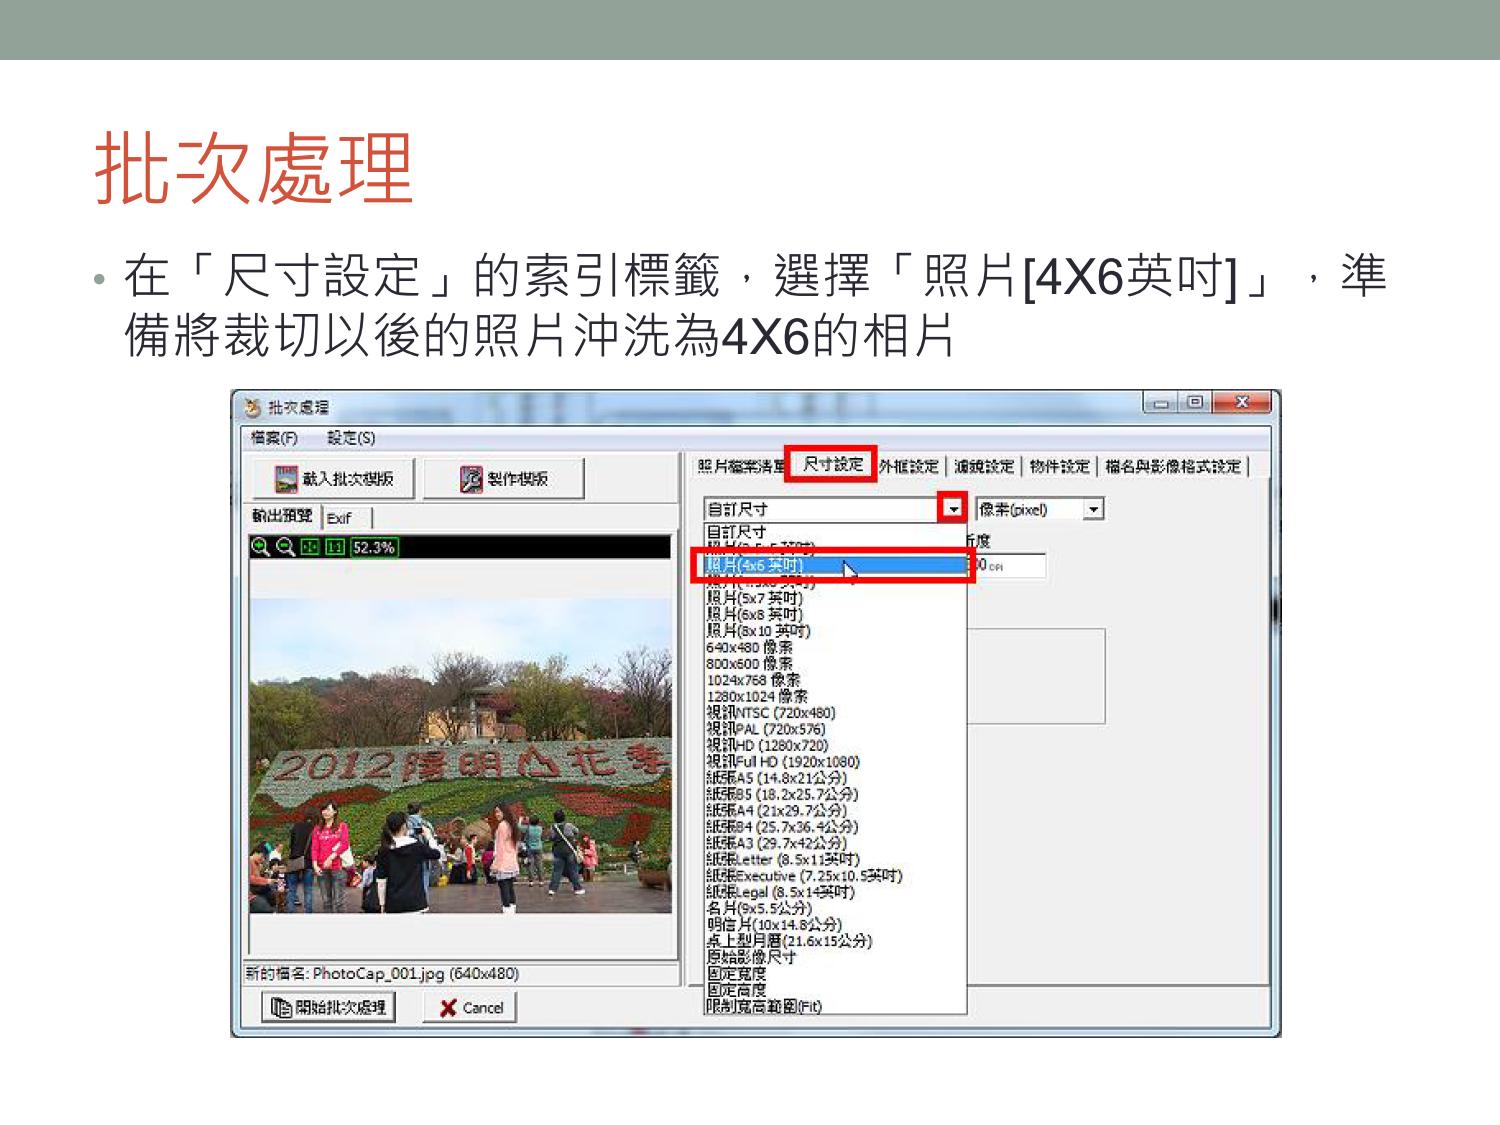 批次處理
• 在「尺寸設定」的索引標籤，選擇「照片[4X6英吋]」，準
備將裁切以後的照片沖洗為4X6的相片
批次處理
檔案(F) 設定(S)
載入批次模版 製作模版
照片檔案清單 尺寸設定 外框設定 濾鏡設定 物件設定 檔名與影像格式設定
輸出預覽 Exif
自訂尺寸 像素(pixel)
52.3%
自訂尺寸
照片(4x6 英吋)
照片(5x7 英吋)
照片(6x8 英吋)
照片(8x10 英吋)
640x480 像素
800x600 像素
1024x768 像素
1280x1024 像素
視訊NTSC (720x480)
視訊PAL (720x576)
視訊HD (1280x720)
視訊Full HD (1920x1080)
紙張A5 (14.8x21公分)
紙張B5 (18.2x25.7公分)
紙張A4 (21x29.7公分)
紙張B4 (25.7x36.4公分)
紙張A3 (29.7x42公分)
紙張Letter (8.5x11英吋)
紙張Executive (7.25x10.5英吋)
紙張Legal (8.5x14英吋)
名片(9x5.5公分)
明信片(10x14.8公分)
桌上型月曆(21.6x15公分)
原始影像尺寸
固定寬度
固定高度
限制寬高範圍(Fit)
2012陽明山花季
新的檔名: PhotoCap_001.jpg (640x480)
開始批次處理 Cancel